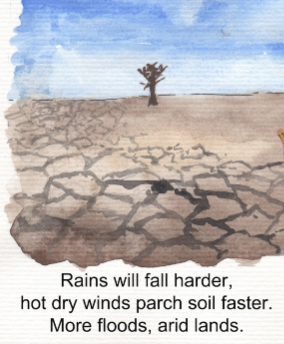 Rains will fall harder,
hot dry winds parch soil faster.
More floods, arid lands.